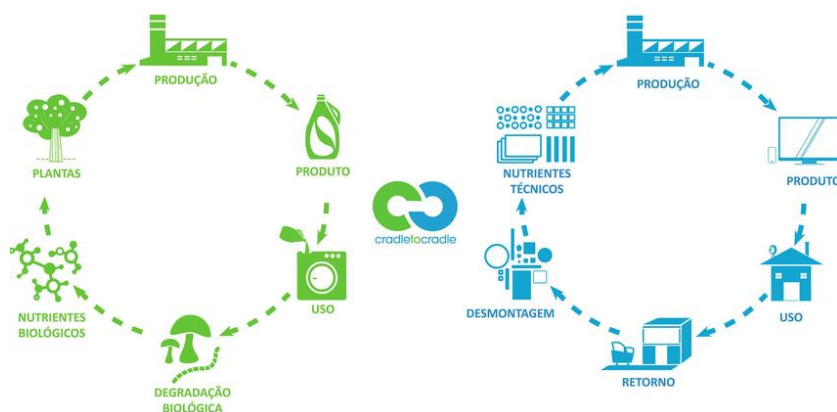 PRODUÇÃO
PRODUTO
USO
DEGRADAÇÃO
BIOLÓGICA
NUTRIENTES
BIOLÓGICOS
PLANTAS
cradletocradle
PRODUÇÃO
PRODUTO
USO
RETORNO
DESMONTAGEM
NUTRIENTES
TÉCNICOS